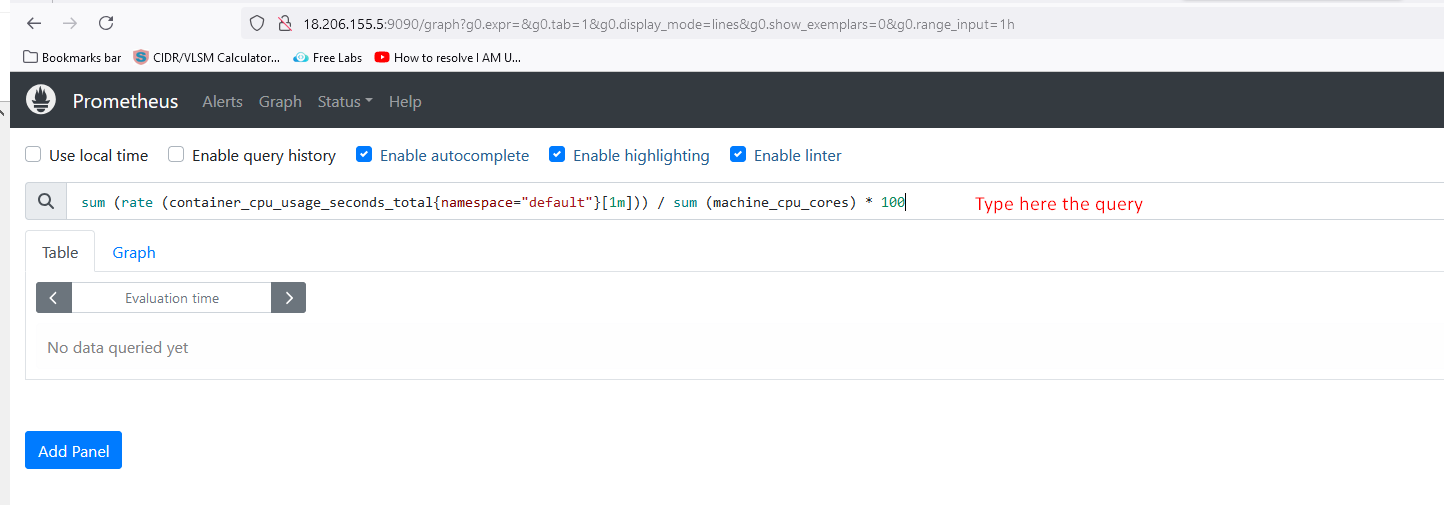 18.206.155.5:9090/graph?g0.expr=&g0.tab=1&g0.display_mode=lines&g0.show_exemplars=0&g0.range_input=1h
Bookmarks bar CIDR/VLSM Calculator... Free Labs How to resolve I AM U...
Prometheus Alerts Graph Status Help
Use local time Enable query history Enable autocomplete Enable highlighting Enable linter
sum (rate (container_cpu_usage_seconds_total{namespace="default"}[1m])) / sum (machine_cpu_cores) * 100 Type here the query
Table Graph
Evaluation time
No data queried yet
Add Panel